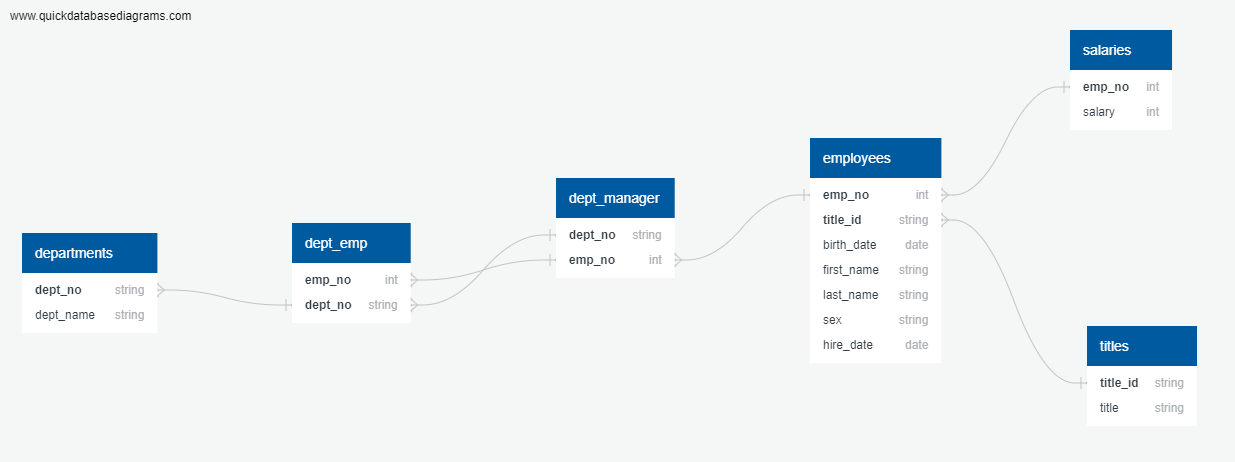 www.quickdatabasediagrams.com
departments
dept_no string
dept_name string
dept_emp
emp_no int
dept_no string
dept_manager
dept_no string
emp_no int
employees
emp_no int
title_id string
birth_date date
first_name string
last_name string
sex string
hire_date date
salaries
emp_no int
salary int
titles
title_id string
title string